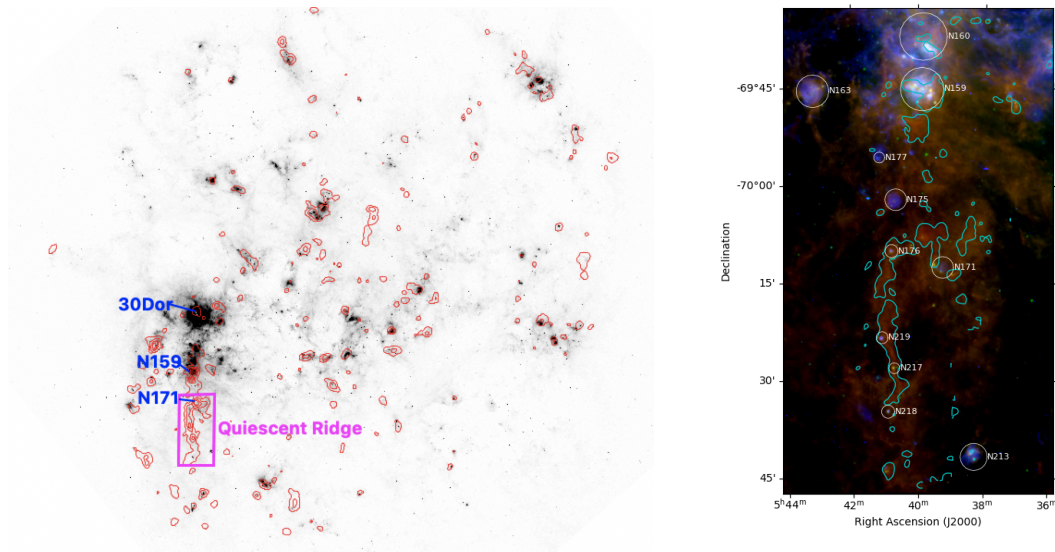 30Dor
N159
N171
Quiescent Ridge
N160
-69°45'
N163
N159
N177
-70°00'
N175
N176
N171
15'
N219
N217
30'
N218
N213
45'
5ʰ44ᵐ 42ᵐ 40ᵐ 38ᵐ 36ᵐ
Declination
Right Ascension (J2000)